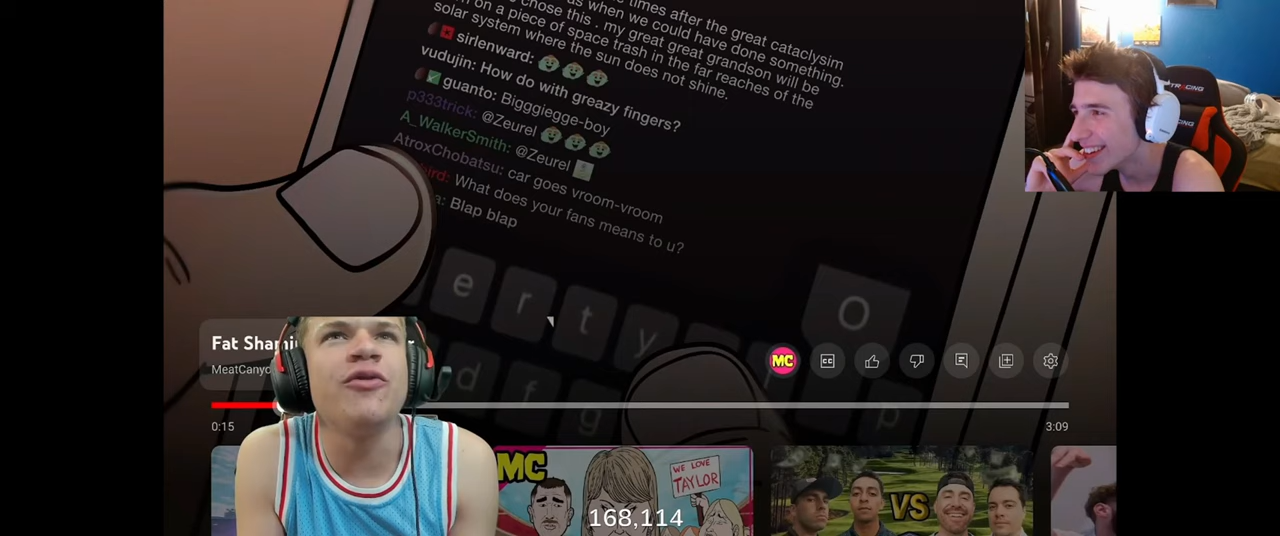 times after the great cataclysim
us when we could have done something.
chose this . my great great grandson will be
on a piece of space trash in the far reaches of the
solar system where the sun does not shine.
sirlenward:
vudujin: How do with greazy fingers?
guanto: Bigggiegge-boy
p333trick: @Zeurel
A_WalkerSmith: @Zeurel
AtroxChobatsu: car goes vroom-vroom
What does your fans means to u?
Blap blap
e r t y
O
d f g
p
Fat
MC
CC
0:15
3:09
MC
WE LOVE
TAYLOR
VS
168,114